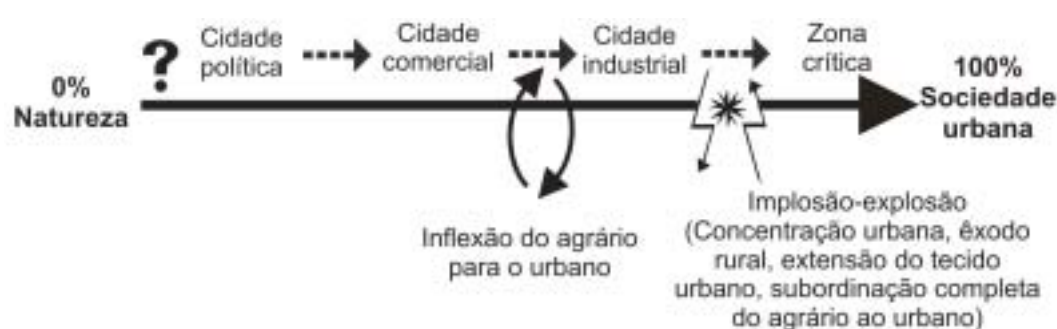 0%
Natureza
?
Cidade
política
Cidade
comercial
Cidade
industrial
Zona
crítica
100%
Sociedade
urbana
Inflexão do agrário
para o urbano
Implosão-explosão
(Concentração urbana, êxodo
rural, extensão do tecido
urbano, subordinação completa
do agrário ao urbano)